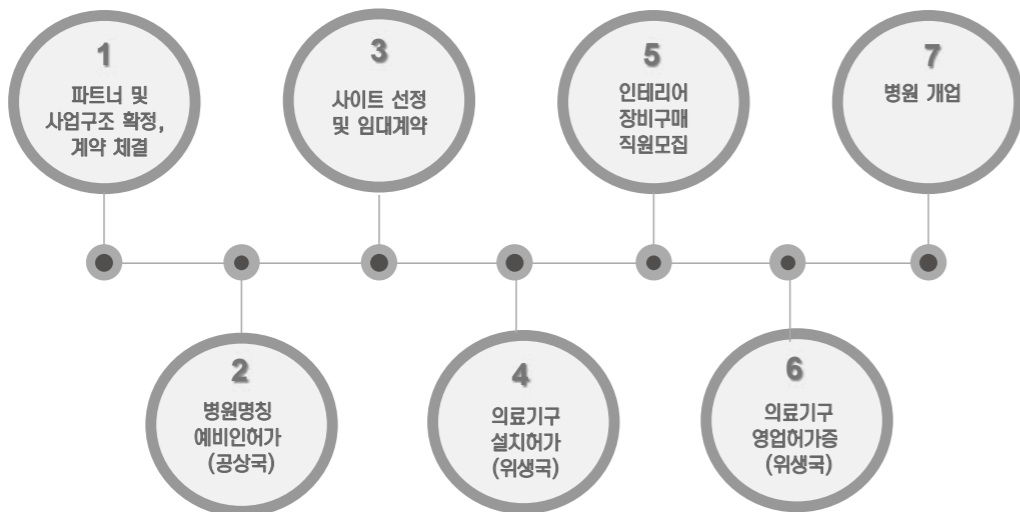 1
파트너 및
사업구조 확정,
계약 체결
2
병원명칭
예비인허가
(공상국)
3
사이트 선정
및 임대계약
4
의료기구
설치허가
(위생국)
5
인테리어
장비구매
직원모집
6
의료기구
영업허가증
(위생국)
7
병원 개업